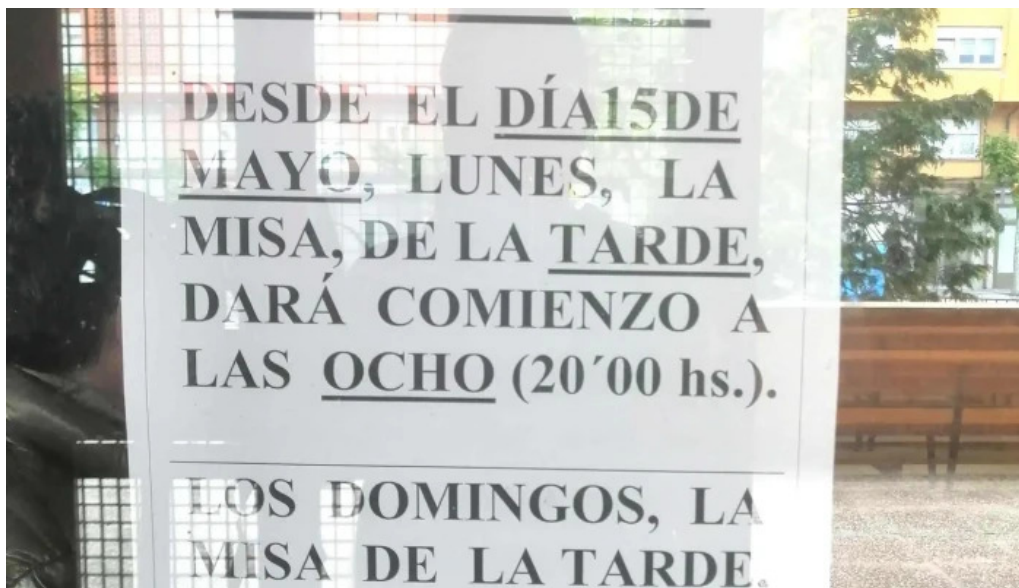 DESDE EL DÍA15DE
MAYO, LUNES, LA
MISA, DE LA TARDE,
DARÁ COMIENZO A
LAS OCHO (20´00 hs.).
LOS DOMINGOS, LA
MISA DE LA TARDE,